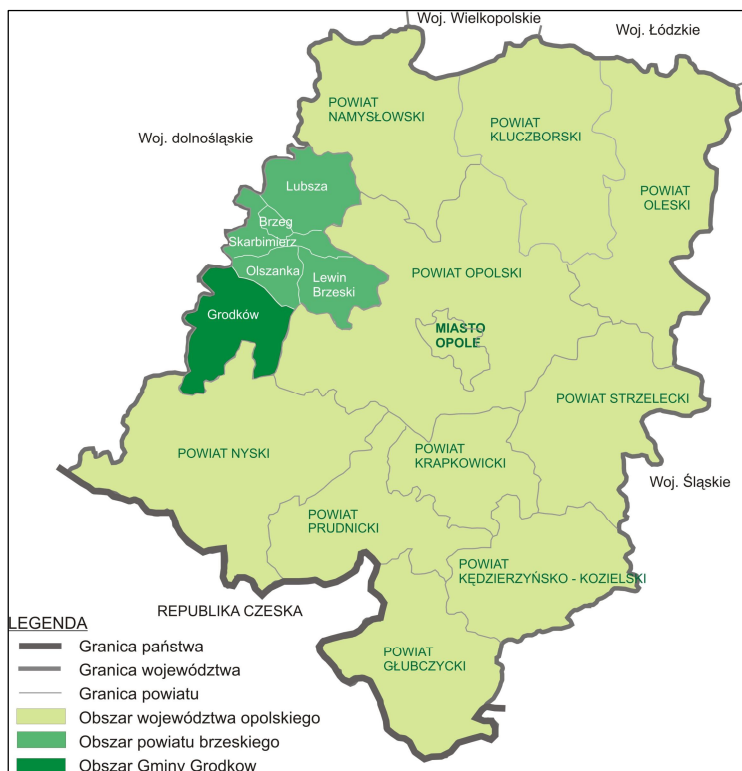 Woj. Wielkopolskie
Woj. Łódzkie
POWIAT
NAMYSŁOWSKI
POWIAT
KLUCZBORSKI
Woj. dolnośląskie
POWIAT
OLESKI
Lubsza
Brzeg
Skarbimierz
Olszanka
Lewin
Brzeski
POWIAT OPOLSKI
Grodków
MIASTO
OPOLE
POWIAT STRZELECKI
POWIAT NYSKI
POWIAT
KRAPKOWICKI
Woj. Śląskie
POWIAT
PRUDNICKI
POWIAT
KĘDZIERZYŃSKO - KOZIELSKI
REPUBLIKA CZESKA
POWIAT
GŁUBCZYCKI
LEGENDA
Granica państwa
Granica województwa
Granica powiatu
Obszar województwa opolskiego
Obszar powiatu brzeskiego
Obszar Gminy Grodkow